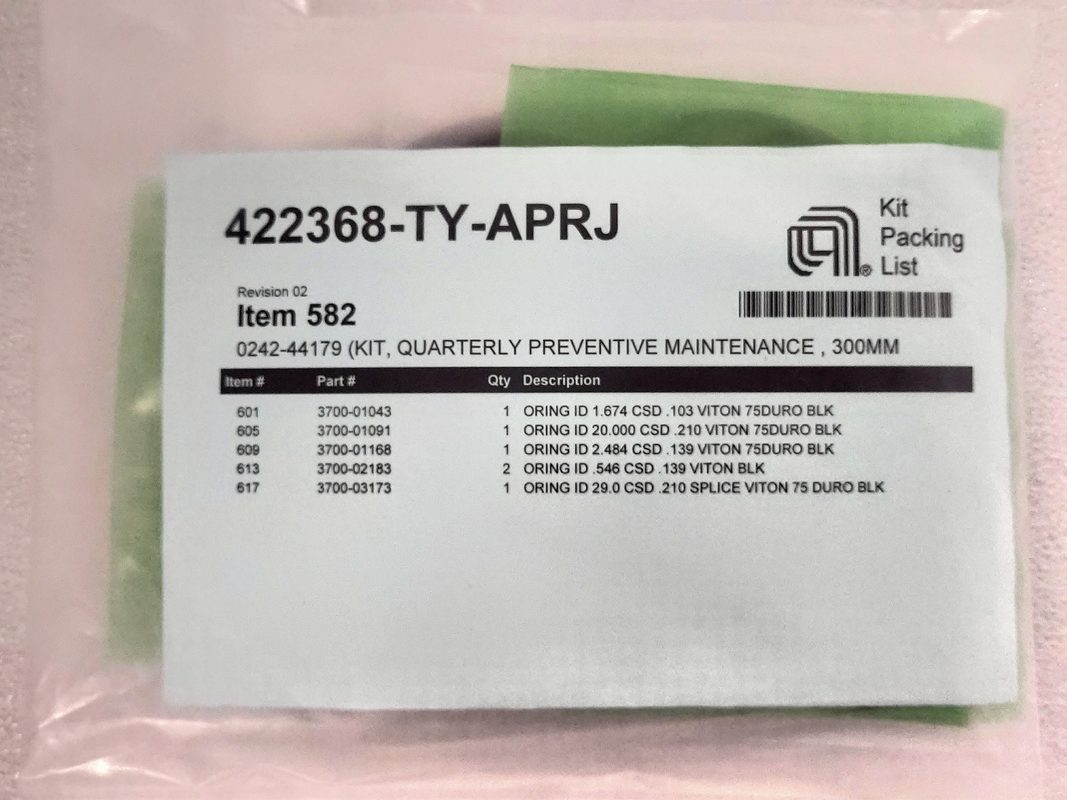 422368-TY-APRJ
Kit
Packing
List
®
Revision 02
Item 582
0242-44179 (KIT, QUARTERLY PREVENTIVE MAINTENANCE , 300MM
Item # Part # Qty Description
601 3700-01043 1 ORING ID 1.674 CSD .103 VITON 75DURO BLK
605 3700-01091 1 ORING ID 20.000 CSD .210 VITON 75DURO BLK
609 3700-01168 1 ORING ID 2.484 CSD .139 VITON 75DURO BLK
613 3700-02183 2 ORING ID .546 CSD .139 VITON BLK
617 3700-03173 1 ORING ID 29.0 CSD .210 SPLICE VITON 75 DURO BLK